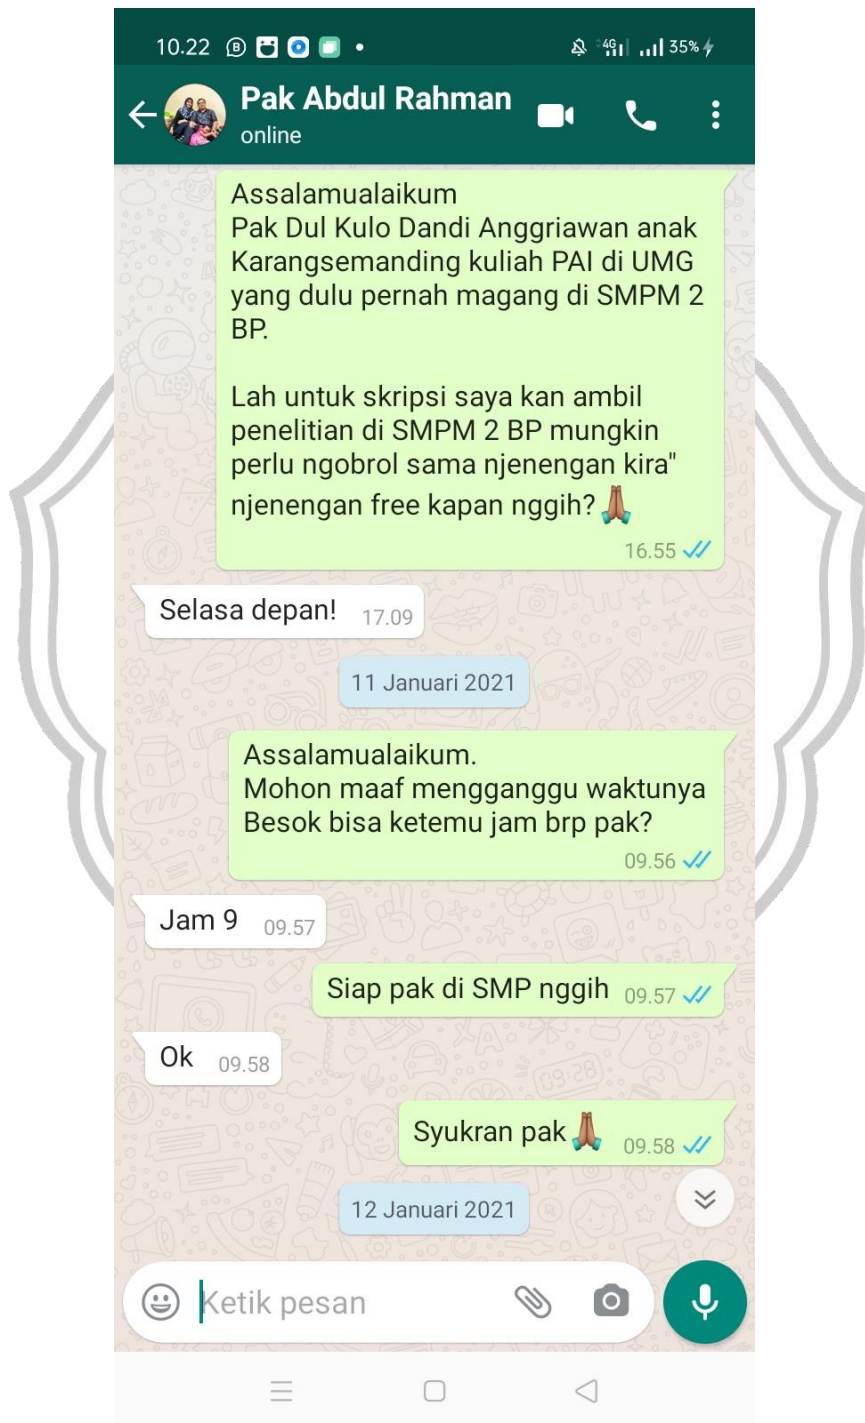 10.22 35%
4G
Pak Abdul Rahman
online
Assalamualaikum
Pak Dul Kulo Dandi Anggriawan anak
Karangsemanding kuliah PAI di UMG
yang dulu pernah magang di SMPM 2
BP.
Lah untuk skripsi saya kan ambil
penelitian di SMPM 2 BP mungkin
perlu ngobrol sama njenengan kira"
njenengan free kapan nggih?🙏🏾
16.55
Selasa depan! 17.09
11 Januari 2021
Assalamualaikum.
Mohon maaf mengganggu waktunya
Besok bisa ketemu jam brp pak?
09.56
Jam 9 09.57
Siap pak di SMP nggih 09.57
Ok 09.58
Syukran pak🙏🏾 09.58
12 Januari 2021
Ketik pesan